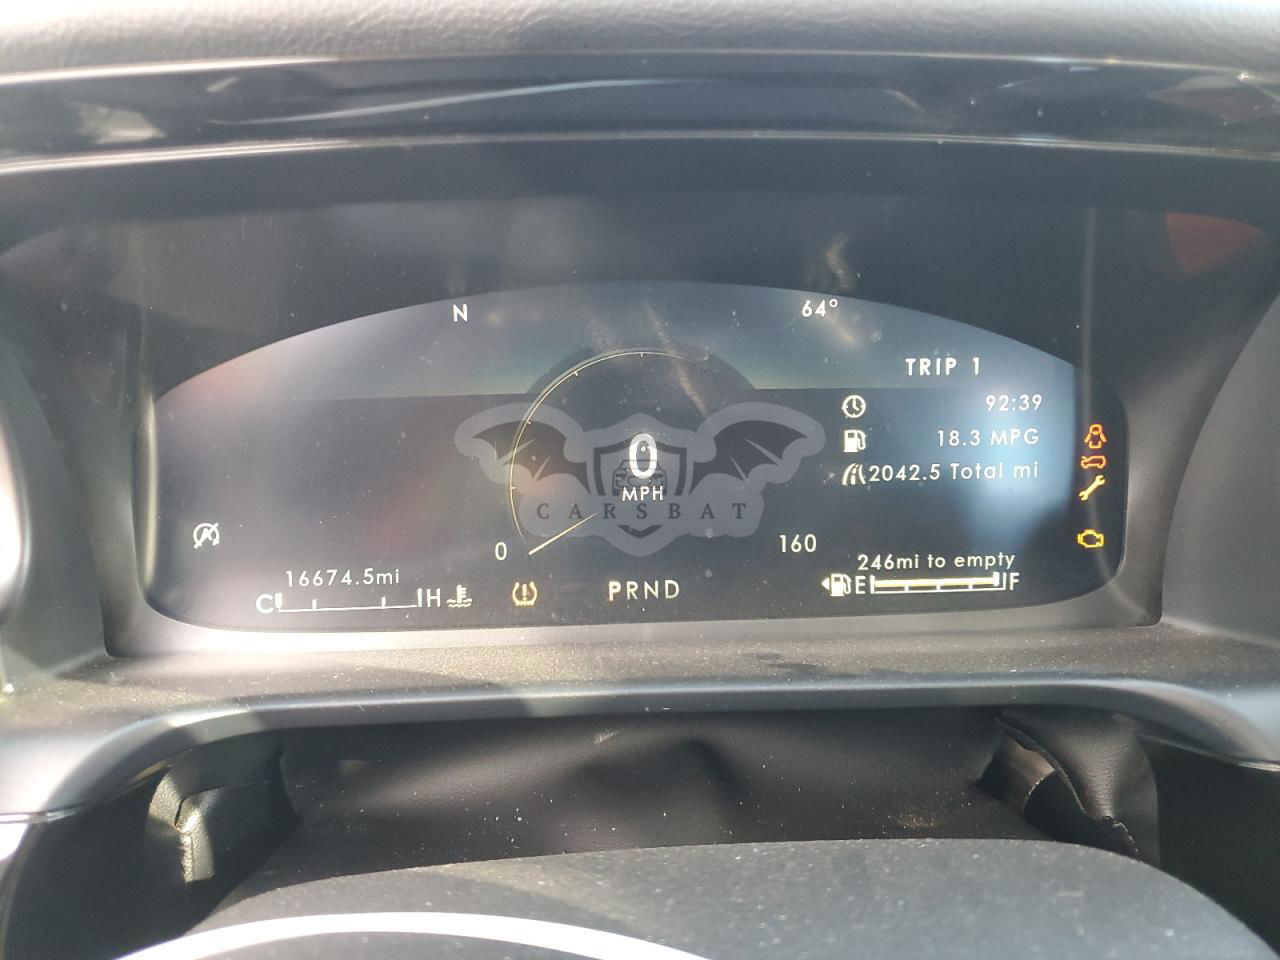 N
64°
TRIP 1
92:39
18.3 MPG
2042.5 Total mi
0
MPH
CARSBAT
0
160
246mi to empty
16674.5mi
C H
PRND
E F